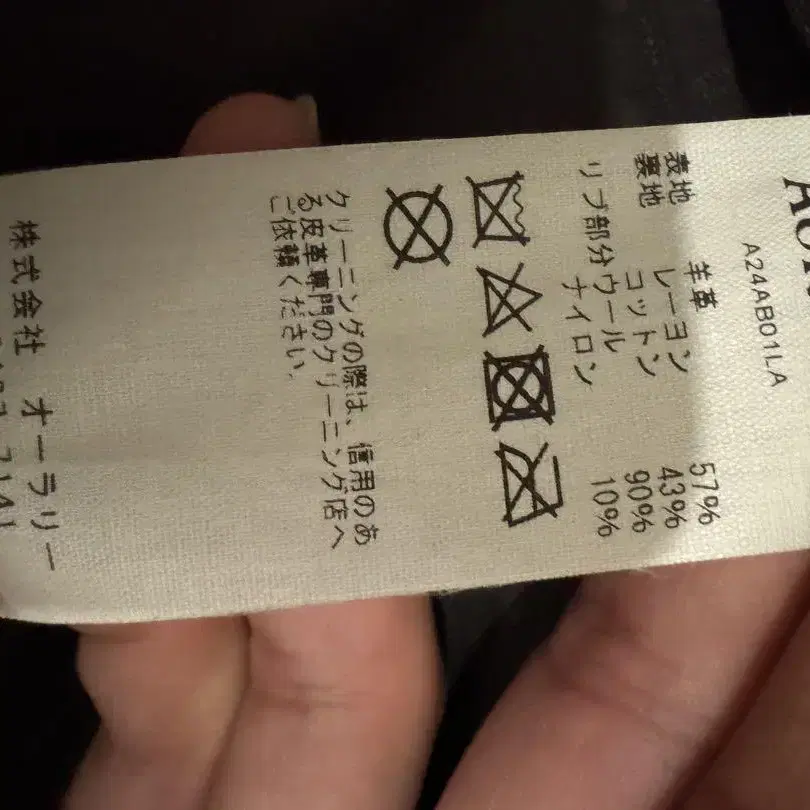 A24AB01LA
表地 羊革
裏地 レーヨン 57%
コットン 43%
リブ部分 ウール 90%
ナイロン 10%
クリーニングの際は、信用のあ
る皮革専門のクリーニング店へ
ご依頼ください。
株式会社 オーラリー